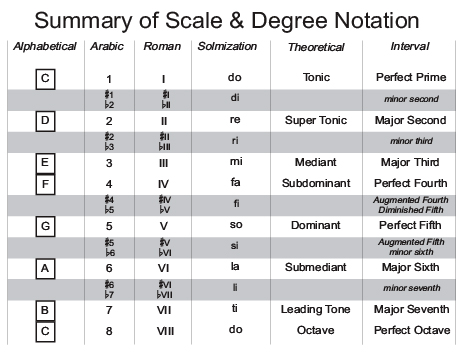 Summary of Scale & Degree Notation
Alphabetical Arabic Roman Solmization Theoretical Interval
C 1 I do Tonic Perfect Prime
♯1 ♯I di minor second
♭2 ♭II
D 2 II re Super Tonic Major Second
♯2 ♯II ri minor third
♭3 ♭III
E 3 III mi Mediant Major Third
F 4 IV fa Subdominant Perfect Fourth
♯4 ♯IV fi Augmented Fourth
♭5 ♭V Diminished Fifth
G 5 V so Dominant Perfect Fifth
♯5 ♯V si Augmented Fifth
♭6 ♭VI minor sixth
A 6 VI la Submediant Major Sixth
♯6 ♯VI li minor seventh
♭7 ♭VII
B 7 VII ti Leading Tone Major Seventh
C 8 VIII do Octave Perfect Octave